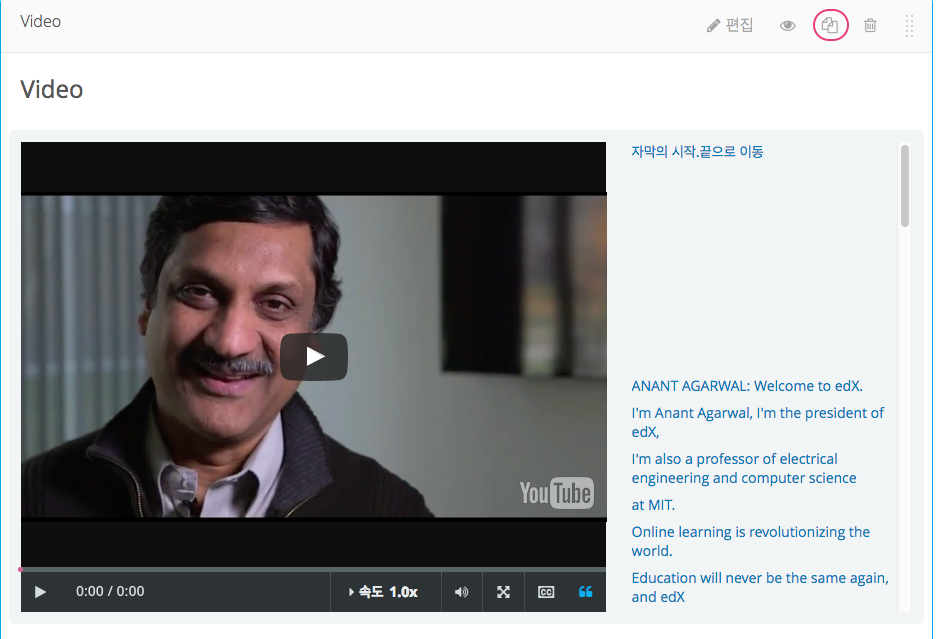 Video
편집
Video
자막의 시작.끝으로 이동
ANANT AGARWAL: Welcome to edX.
I'm Anant Agarwal, I'm the president of
edX,
I'm also a professor of electrical
engineering and computer science
at MIT.
Online learning is revolutionizing the
world.
Education will never be the same again,
and edX
YouTube
0:00 / 0:00
속도 1.0x
CC